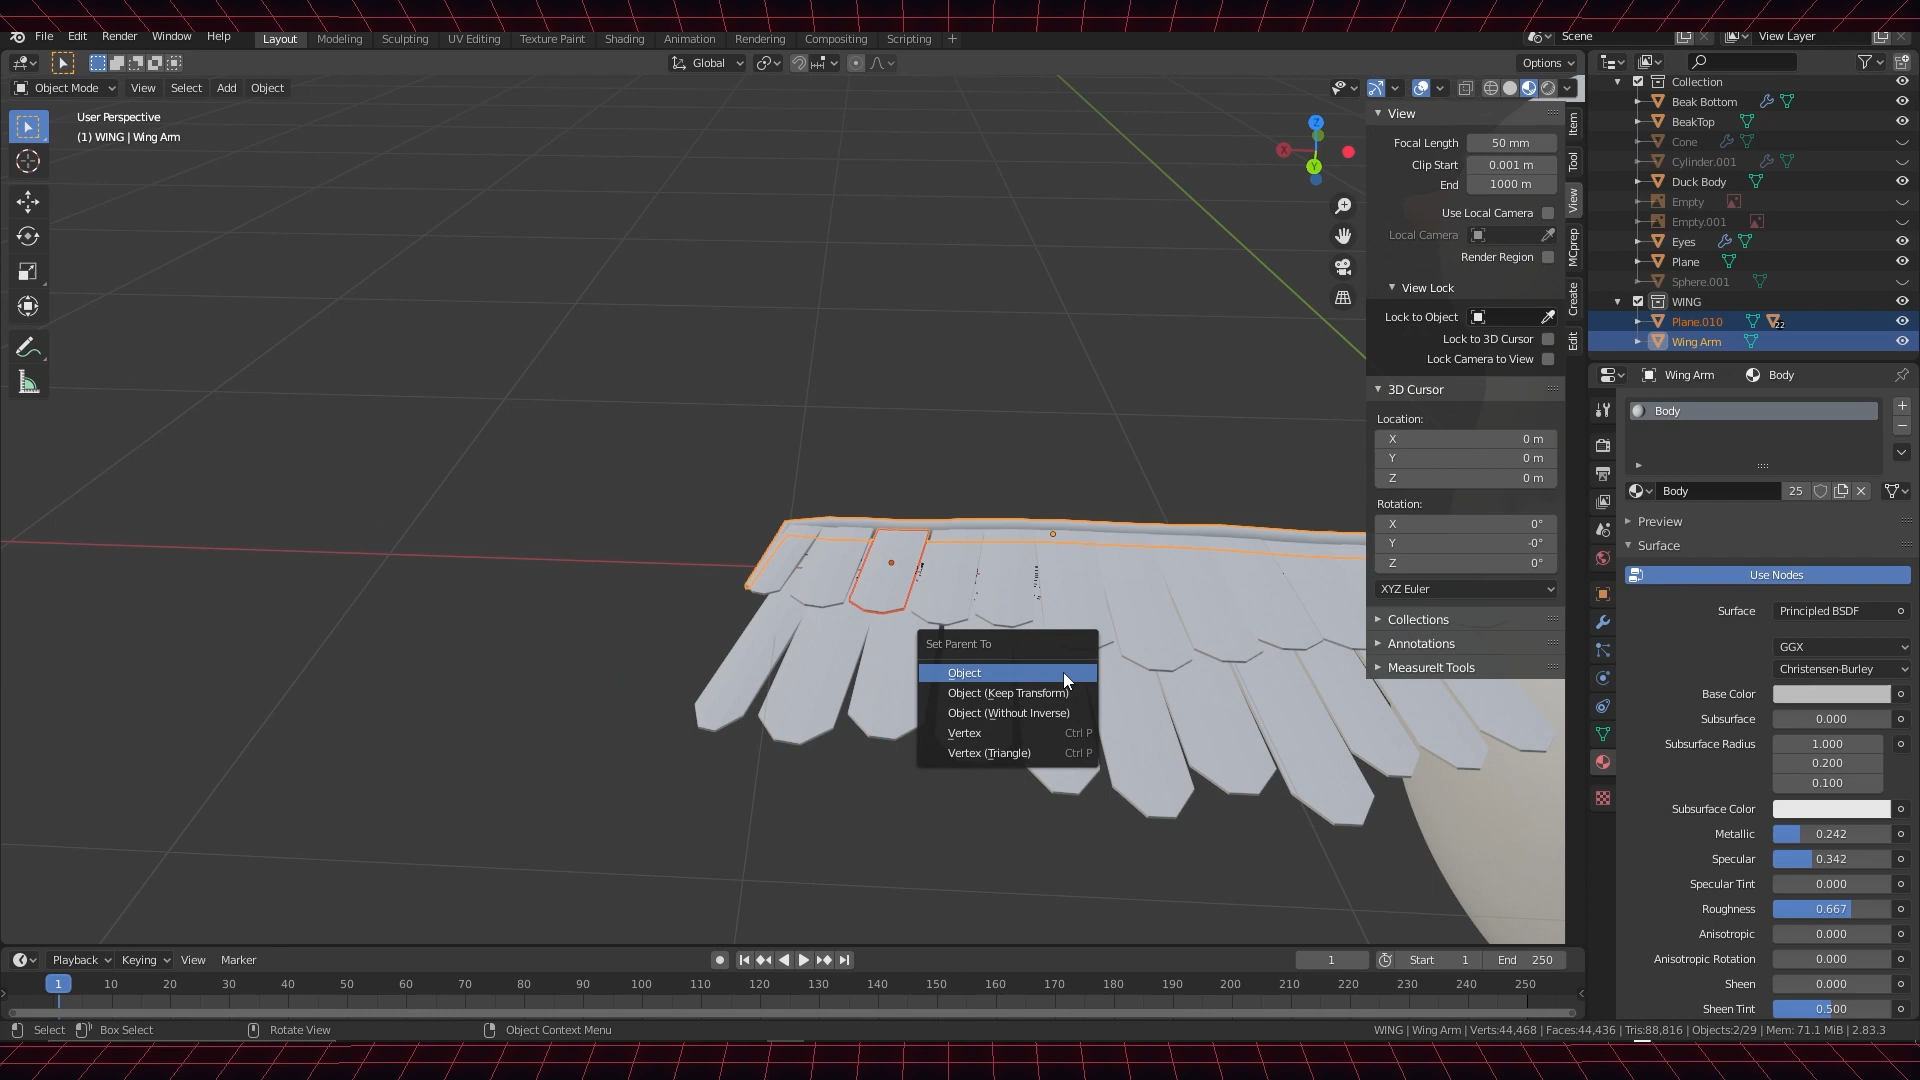 File Edit Render Window Help Layout Modeling Sculpting UV Editing Texture Paint Shading Animation Rendering Compositing Scripting Scene View Layer
Global Options
Object Mode View Select Add Object
User Perspective
(1) WING | Wing Arm
Z
X
Y
View
Focal Length 50 mm
Clip Start 0.001 m
End 1000 m
Use Local Camera
Local Camera
Render Region
View Lock
Lock to Object
Lock to 3D Cursor
Lock Camera to View
3D Cursor
Location:
X 0 m
Y 0 m
Z 0 m
Rotation:
X 0°
Y -0°
Z 0°
XYZ Euler
Collections
Annotations
MeasureIt Tools
Item
Tool
View
MCprep
Create
Edit
Collection
Beak Bottom
BeakTop
Cone
Cylinder.001
Duck Body
Empty
Empty.001
Eyes
Plane
Sphere.001
WING
Plane.010 22
Wing Arm
Wing Arm Body
Body
Body 25
Preview
Surface
Use Nodes
Surface Principled BSDF
GGX
Christensen-Burley
Base Color
Subsurface 0.000
Subsurface Radius 1.000
0.200
0.100
Subsurface Color
Metallic 0.242
Specular 0.342
Specular Tint 0.000
Roughness 0.667
Anisotropic 0.000
Anisotropic Rotation 0.000
Sheen 0.000
Sheen Tint 0.500
Set Parent To
Object
Object (Keep Transform)
Object (Without Inverse)
Vertex Ctrl P
Vertex (Triangle) Ctrl P
Playback Keying View Marker 1 Start 1 End 250
1 10 20 30 40 50 60 70 80 90 100 110 120 130 140 150 160 170 180 190 200 210 220 230 240 250
Select Box Select Rotate View Object Context Menu WING | Wing Arm | Verts:44,468 | Faces:44,436 | Tris:88,816 | Objects:2/29 | Mem: 71.1 MiB | 2.83.3